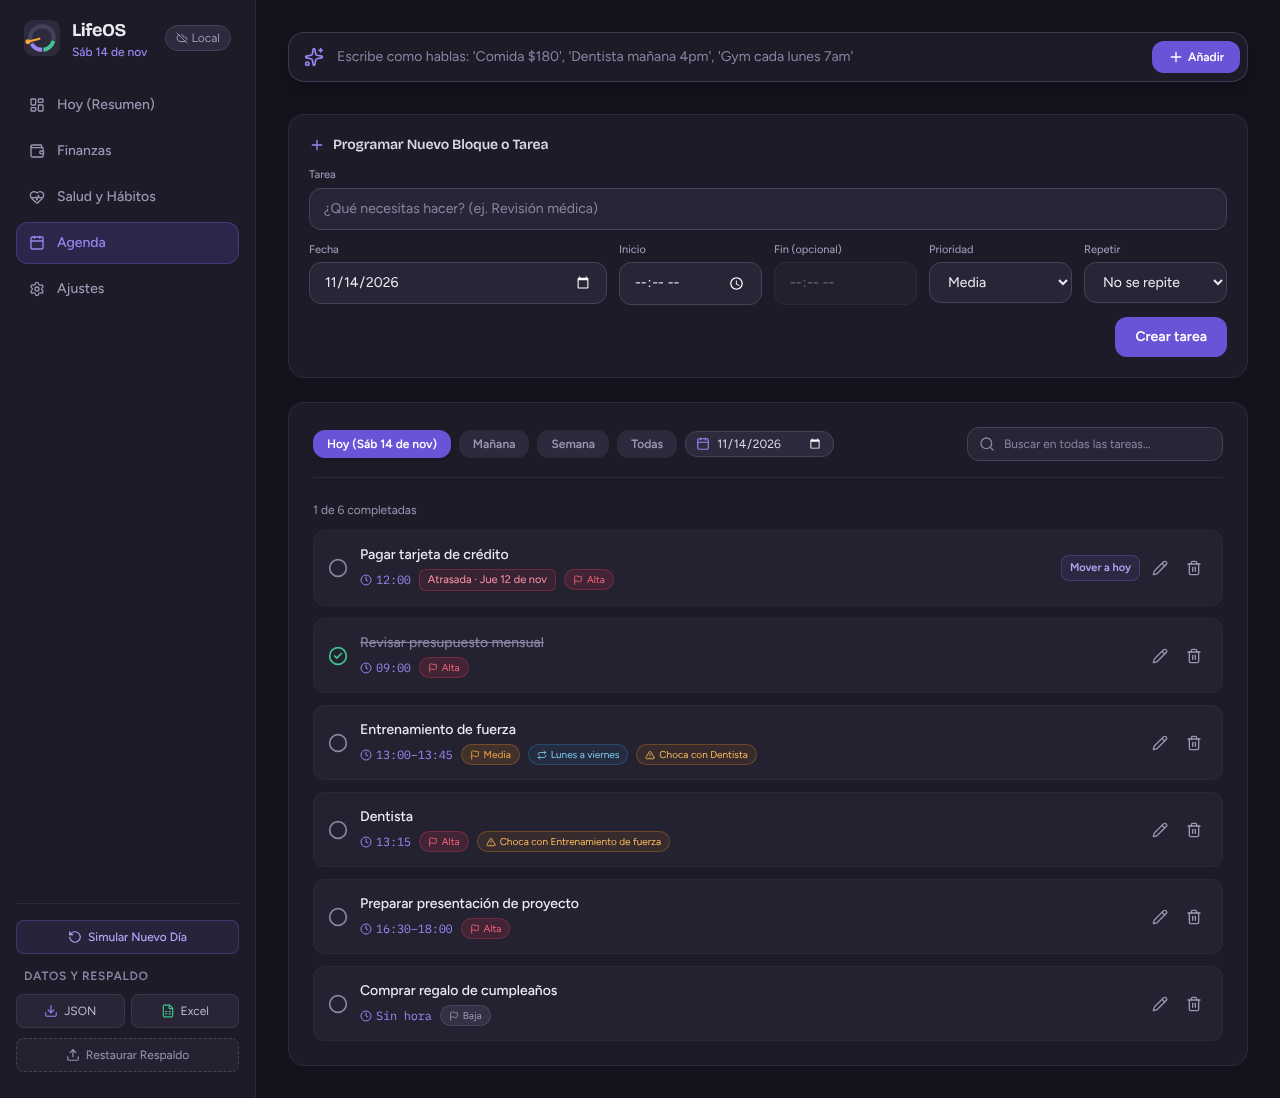 LifeOS
Sáb 14 de nov
Local
Hoy (Resumen)
Finanzas
Salud y Hábitos
Agenda
Ajustes
Simular Nuevo Día
DATOS Y RESPALDO
JSON
Excel
Restaurar Respaldo
Escribe como hablas: 'Comida $180', 'Dentista mañana 4pm', 'Gym cada lunes 7am'
Añadir
Programar Nuevo Bloque o Tarea
Tarea
¿Qué necesitas hacer? (ej. Revisión médica)
Fecha
Inicio
Fin (opcional)
Prioridad
Repetir
11/14/2026
--:-- --
--:-- --
Media
No se repite
Crear tarea
Hoy (Sáb 14 de nov)
Mañana
Semana
Todas
11/14/2026
Buscar en todas las tareas...
1 de 6 completadas
Pagar tarjeta de crédito
12:00
Atrasada · Jue 12 de nov
Alta
Mover a hoy
Revisar presupuesto mensual
09:00
Alta
Entrenamiento de fuerza
13:00–13:45
Media
Lunes a viernes
Choca con Dentista
Dentista
13:15
Alta
Choca con Entrenamiento de fuerza
Preparar presentación de proyecto
16:30–18:00
Alta
Comprar regalo de cumpleaños
Sin hora
Baja